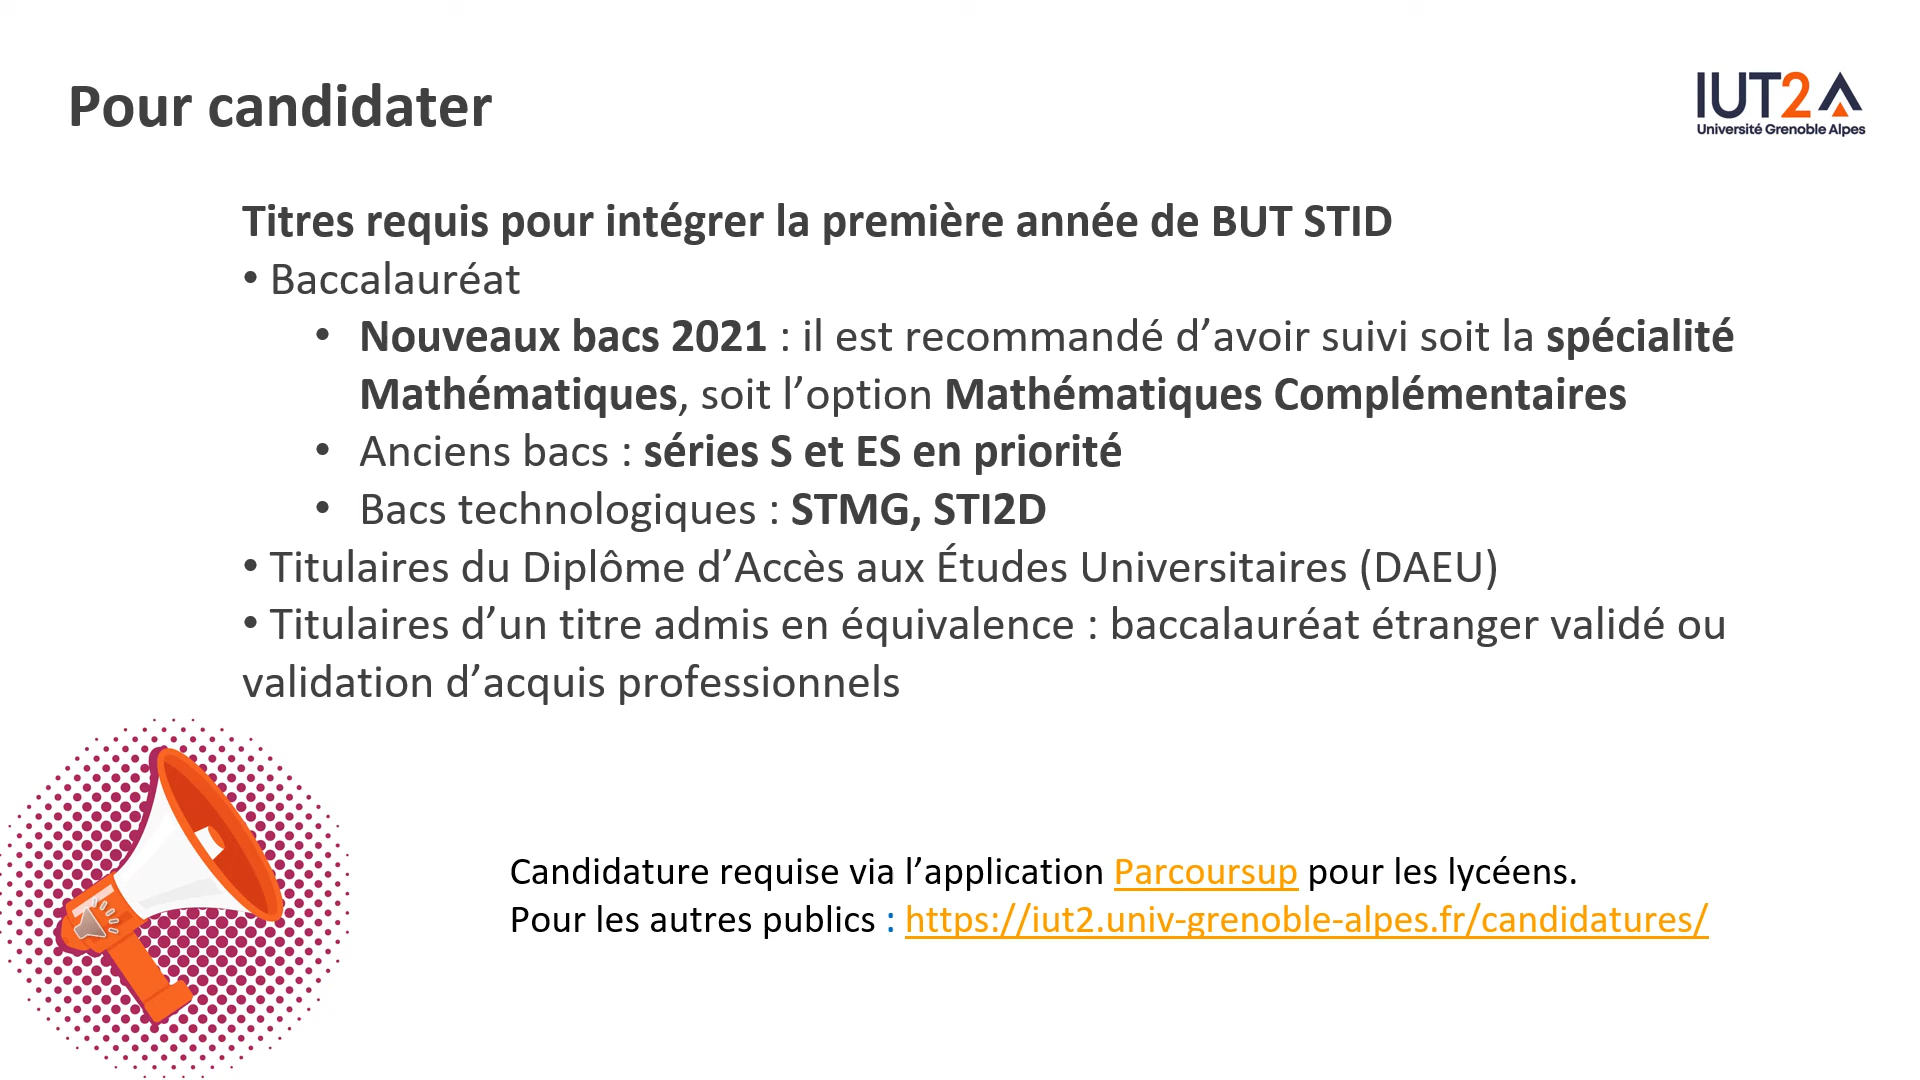 Pour candidater
IUT2
Université Grenoble Alpes
Titres requis pour intégrer la première année de BUT STID
• Baccalauréat
• Nouveaux bacs 2021 : il est recommandé d’avoir suivi soit la spécialité
Mathématiques, soit l’option Mathématiques Complémentaires
• Anciens bacs : séries S et ES en priorité
• Bacs technologiques : STMG, STI2D
• Titulaires du Diplôme d’Accès aux Études Universitaires (DAEU)
• Titulaires d’un titre admis en équivalence : baccalauréat étranger validé ou
validation d’acquis professionnels
Candidature requise via l’application Parcoursup pour les lycéens.
Pour les autres publics : https://iut2.univ-grenoble-alpes.fr/candidatures/